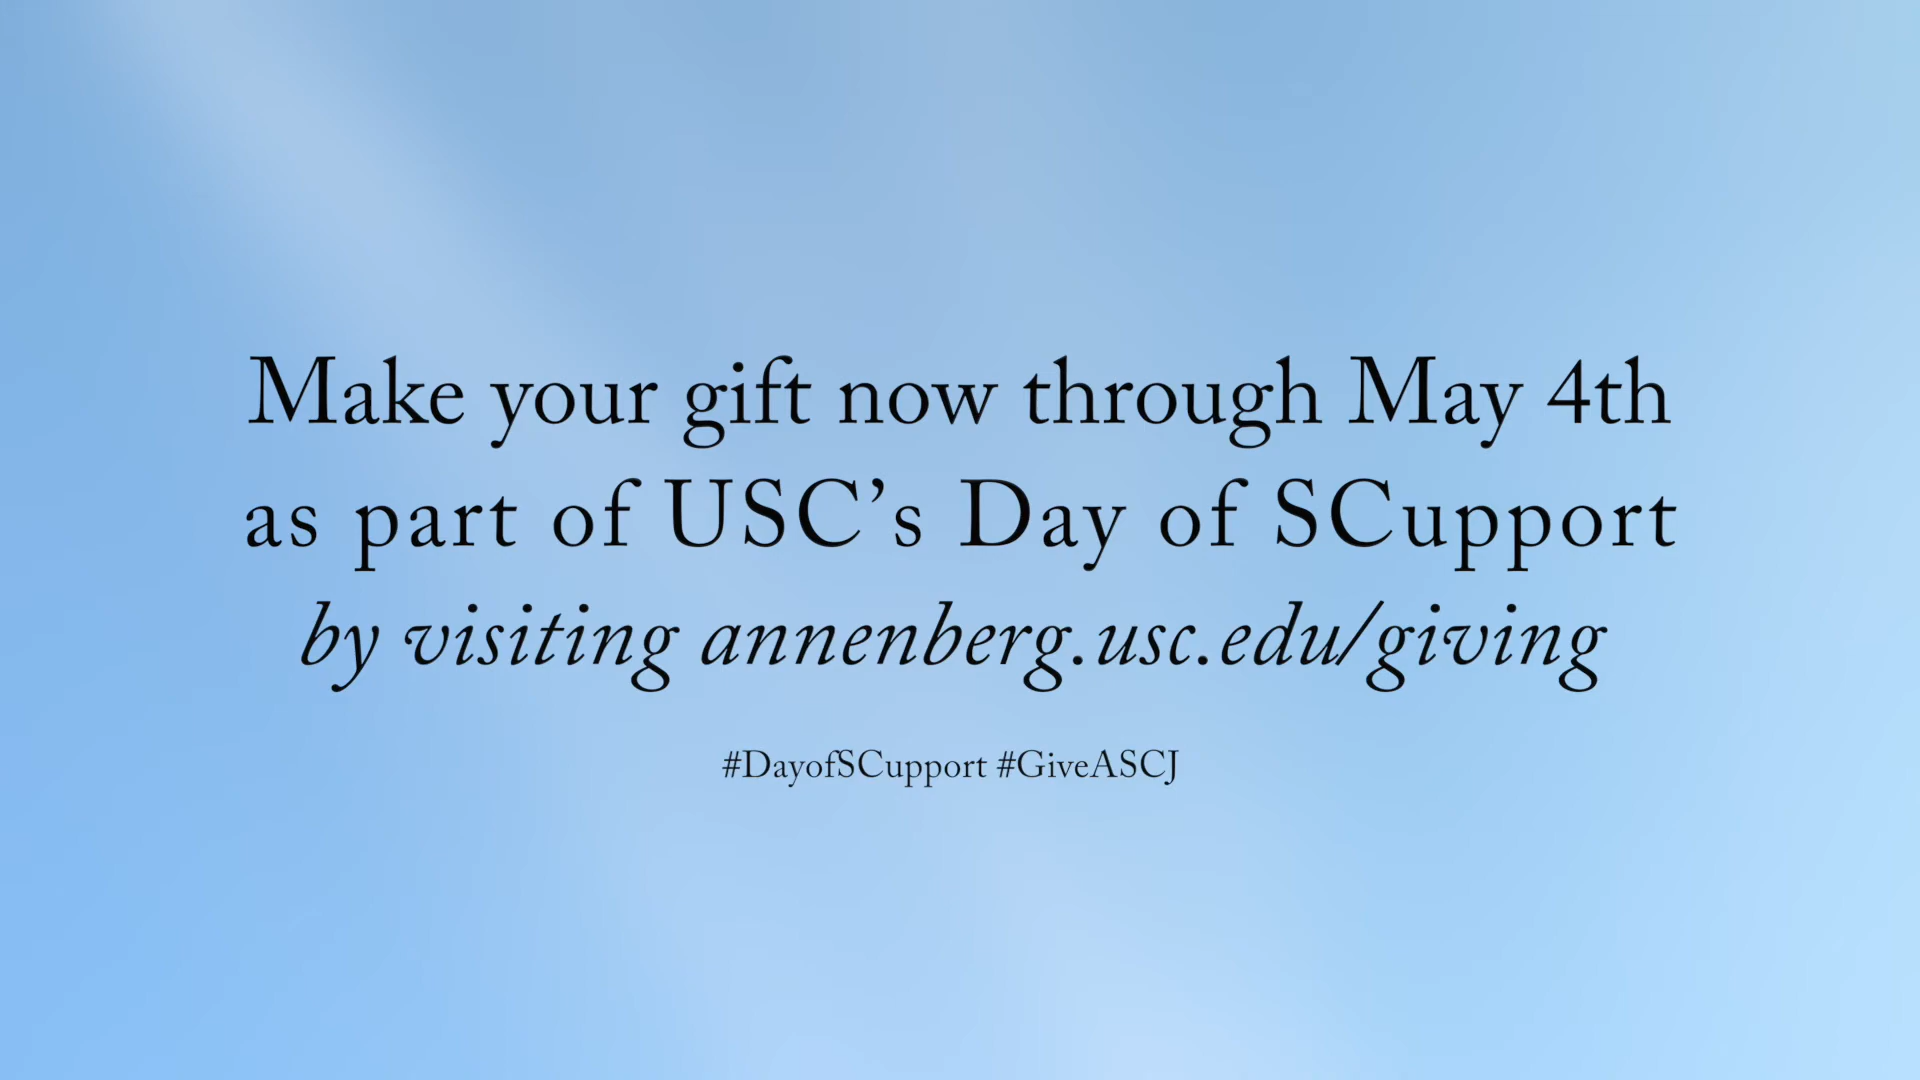 Make your gift now through May 4th
as part of USC’s Day of SCupport
by visiting annenberg.usc.edu/giving
#DayofSCupport #GiveASCJ